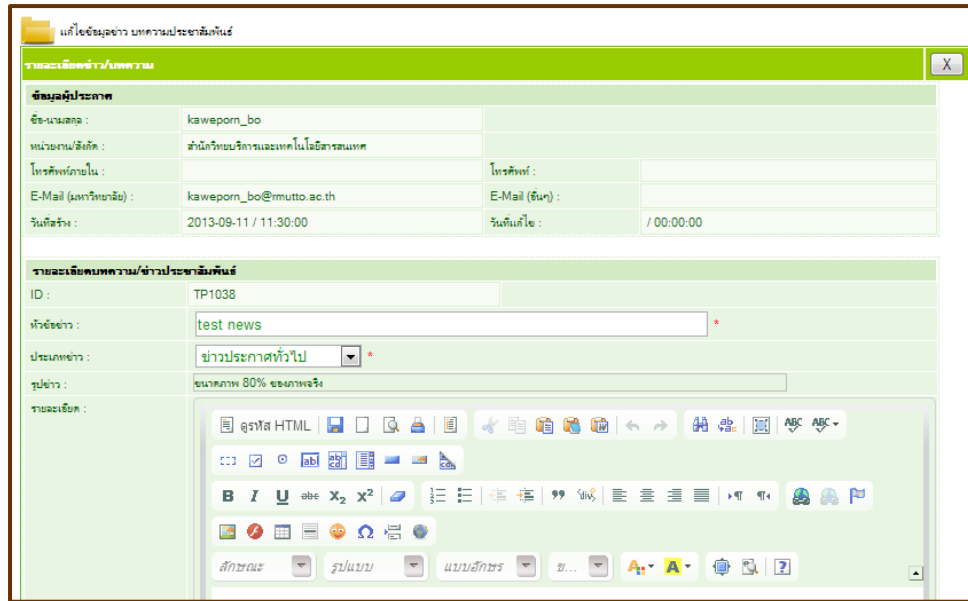 แก้ไขข้อมูลข่าว บทความประชาสัมพันธ์
รายละเอียดข่าว/บทความ X
ข้อมูลผู้ประกาศ
ชื่อ-นามสกุล : kaweporn_bo
หน่วยงาน/สังกัด : สำนักวิทยบริการและเทคโนโลยีสารสนเทศ
โทรศัพท์ภายใน : โทรศัพท์ :
E-Mail (มหาวิทยาลัย) : kaweporn_bo@rmutto.ac.th E-Mail (อื่นๆ) :
วันที่สร้าง : 2013-09-11 / 11:30:00 วันที่แก้ไข : / 00:00:00
รายละเอียดบทความ/ข่าวประชาสัมพันธ์
ID : TP1038
หัวข้อข่าว : test news *
ประเภทข่าว : ข่าวประกาศทั่วไป *
รูปข่าว : ขนาดภาพ 80% ของภาพจริง
รายละเอียด :
ดูรหัส HTML ABC ABC
B I U abc X₂ X²
ลักษณะ รูปแบบ แบบอักษร ข... A A